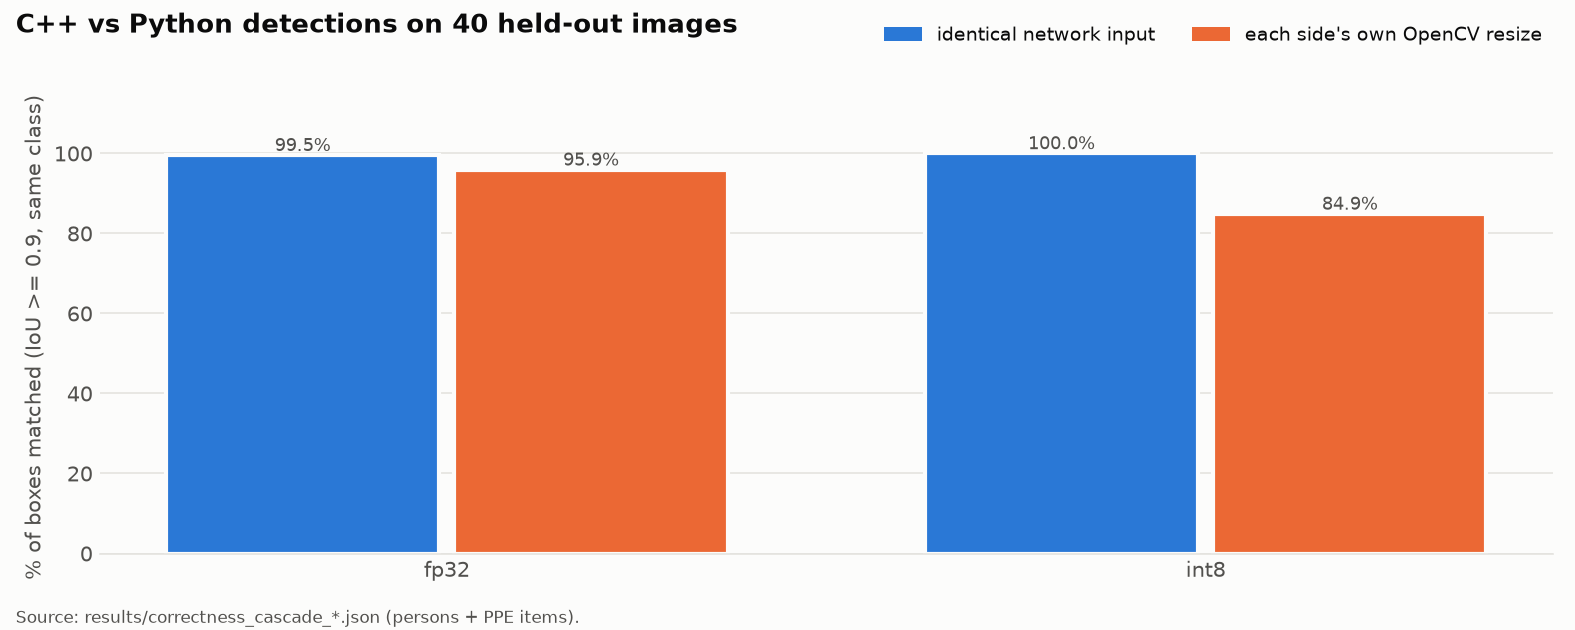 C++ vs Python detections on 40 held-out images
identical network input
each side's own OpenCV resize
% of boxes matched (IoU >= 0.9, same class)
100
80
60
40
20
0
99.5%
95.9%
100.0%
84.9%
fp32
int8
Source: results/correctness_cascade_*.json (persons + PPE items).